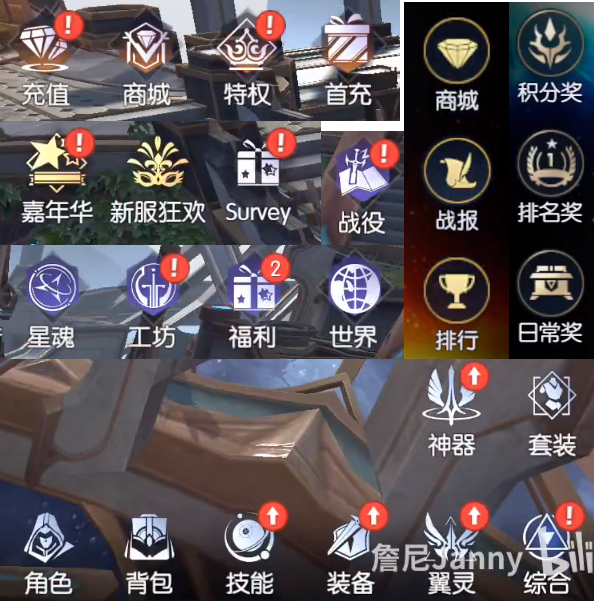 充值 商城 特权 首充
嘉年华 新服狂欢 Survey 战役
星魂 工坊 福利 2 世界
商城 积分奖
战报 1 排名奖
排行 日常奖
神器 套装
角色 背包 技能 装备 翼灵 综合
詹尼Janny bili